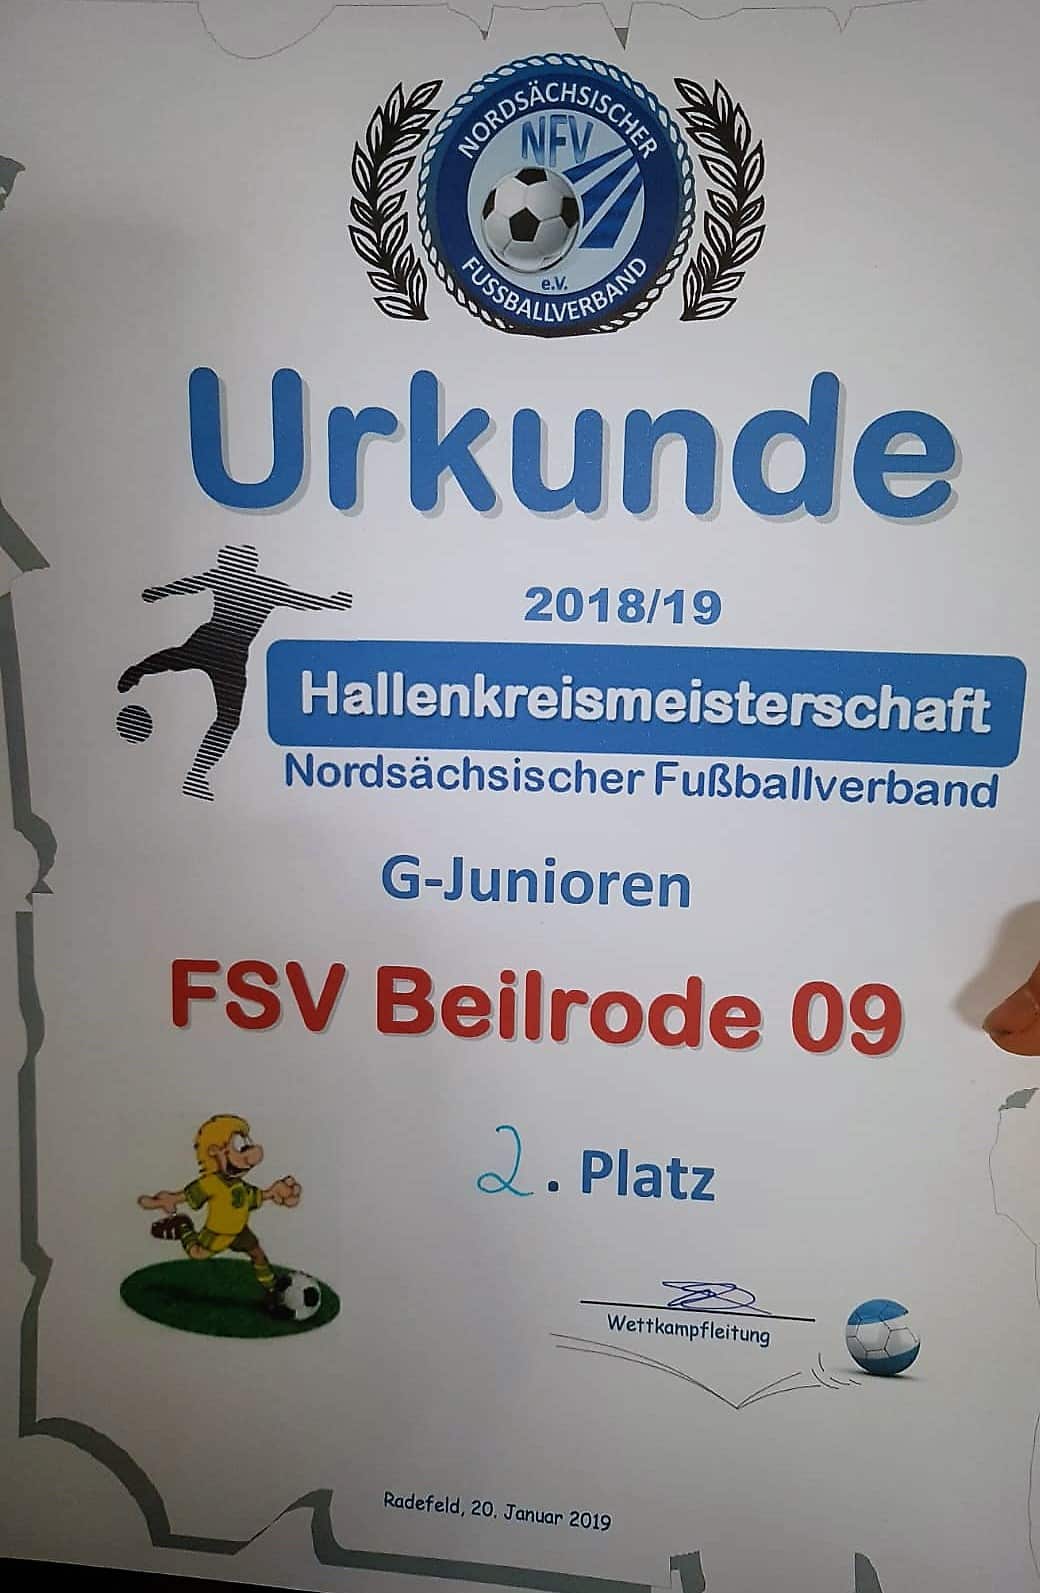 NORDSÄCHSISCHER
NFV
e.V.
FUSSBALLVERBAND
Urkunde
2018/19
Hallenkreismeisterschaft
Nordsächsischer Fußballverband
G-Junioren
FSV Beilrode 09
2. Platz
Wettkampfleitung
Radefeld, 20. Januar 2019